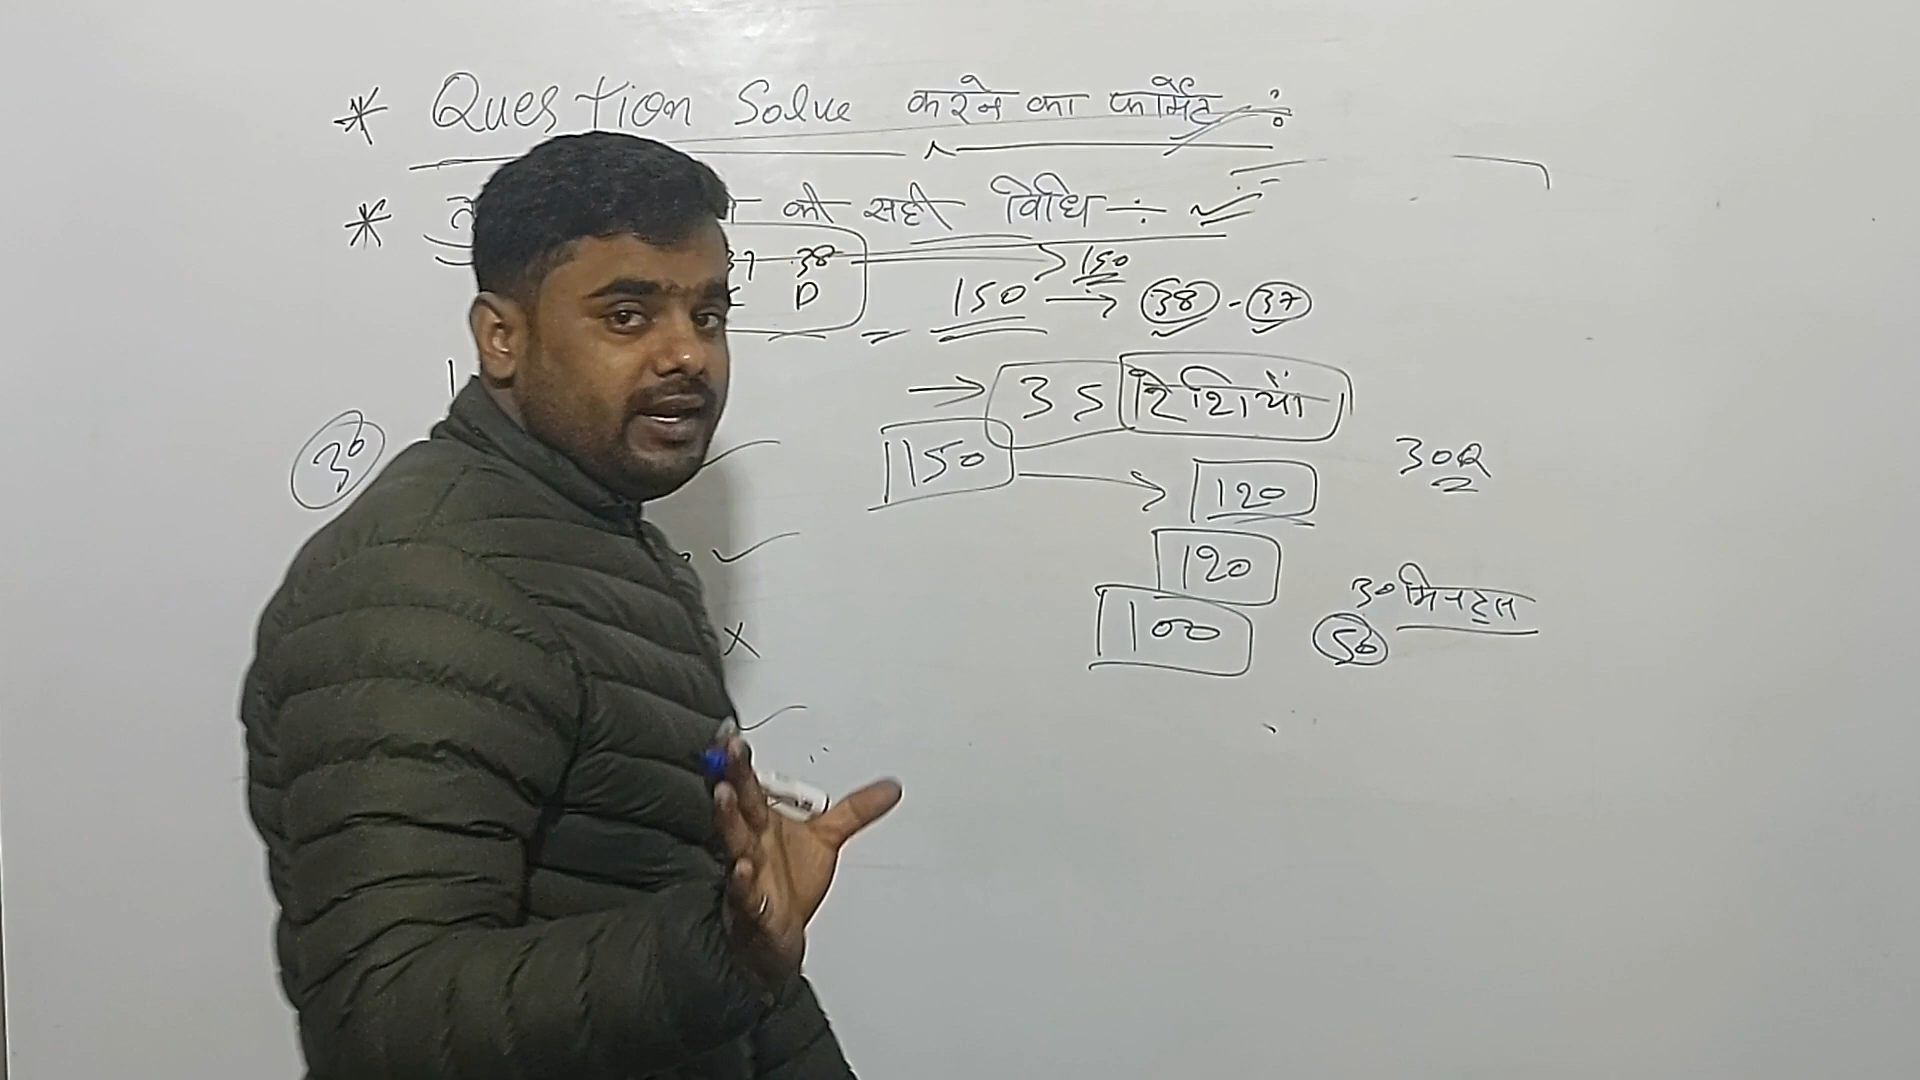 * Question Solve करने का फॉर्मेट :
* की सही विधि :-
37 38 150
D = 150 → 38 - 37
→ 35
150 → 120
30
30Q
120
30 मिनट्स
100
50